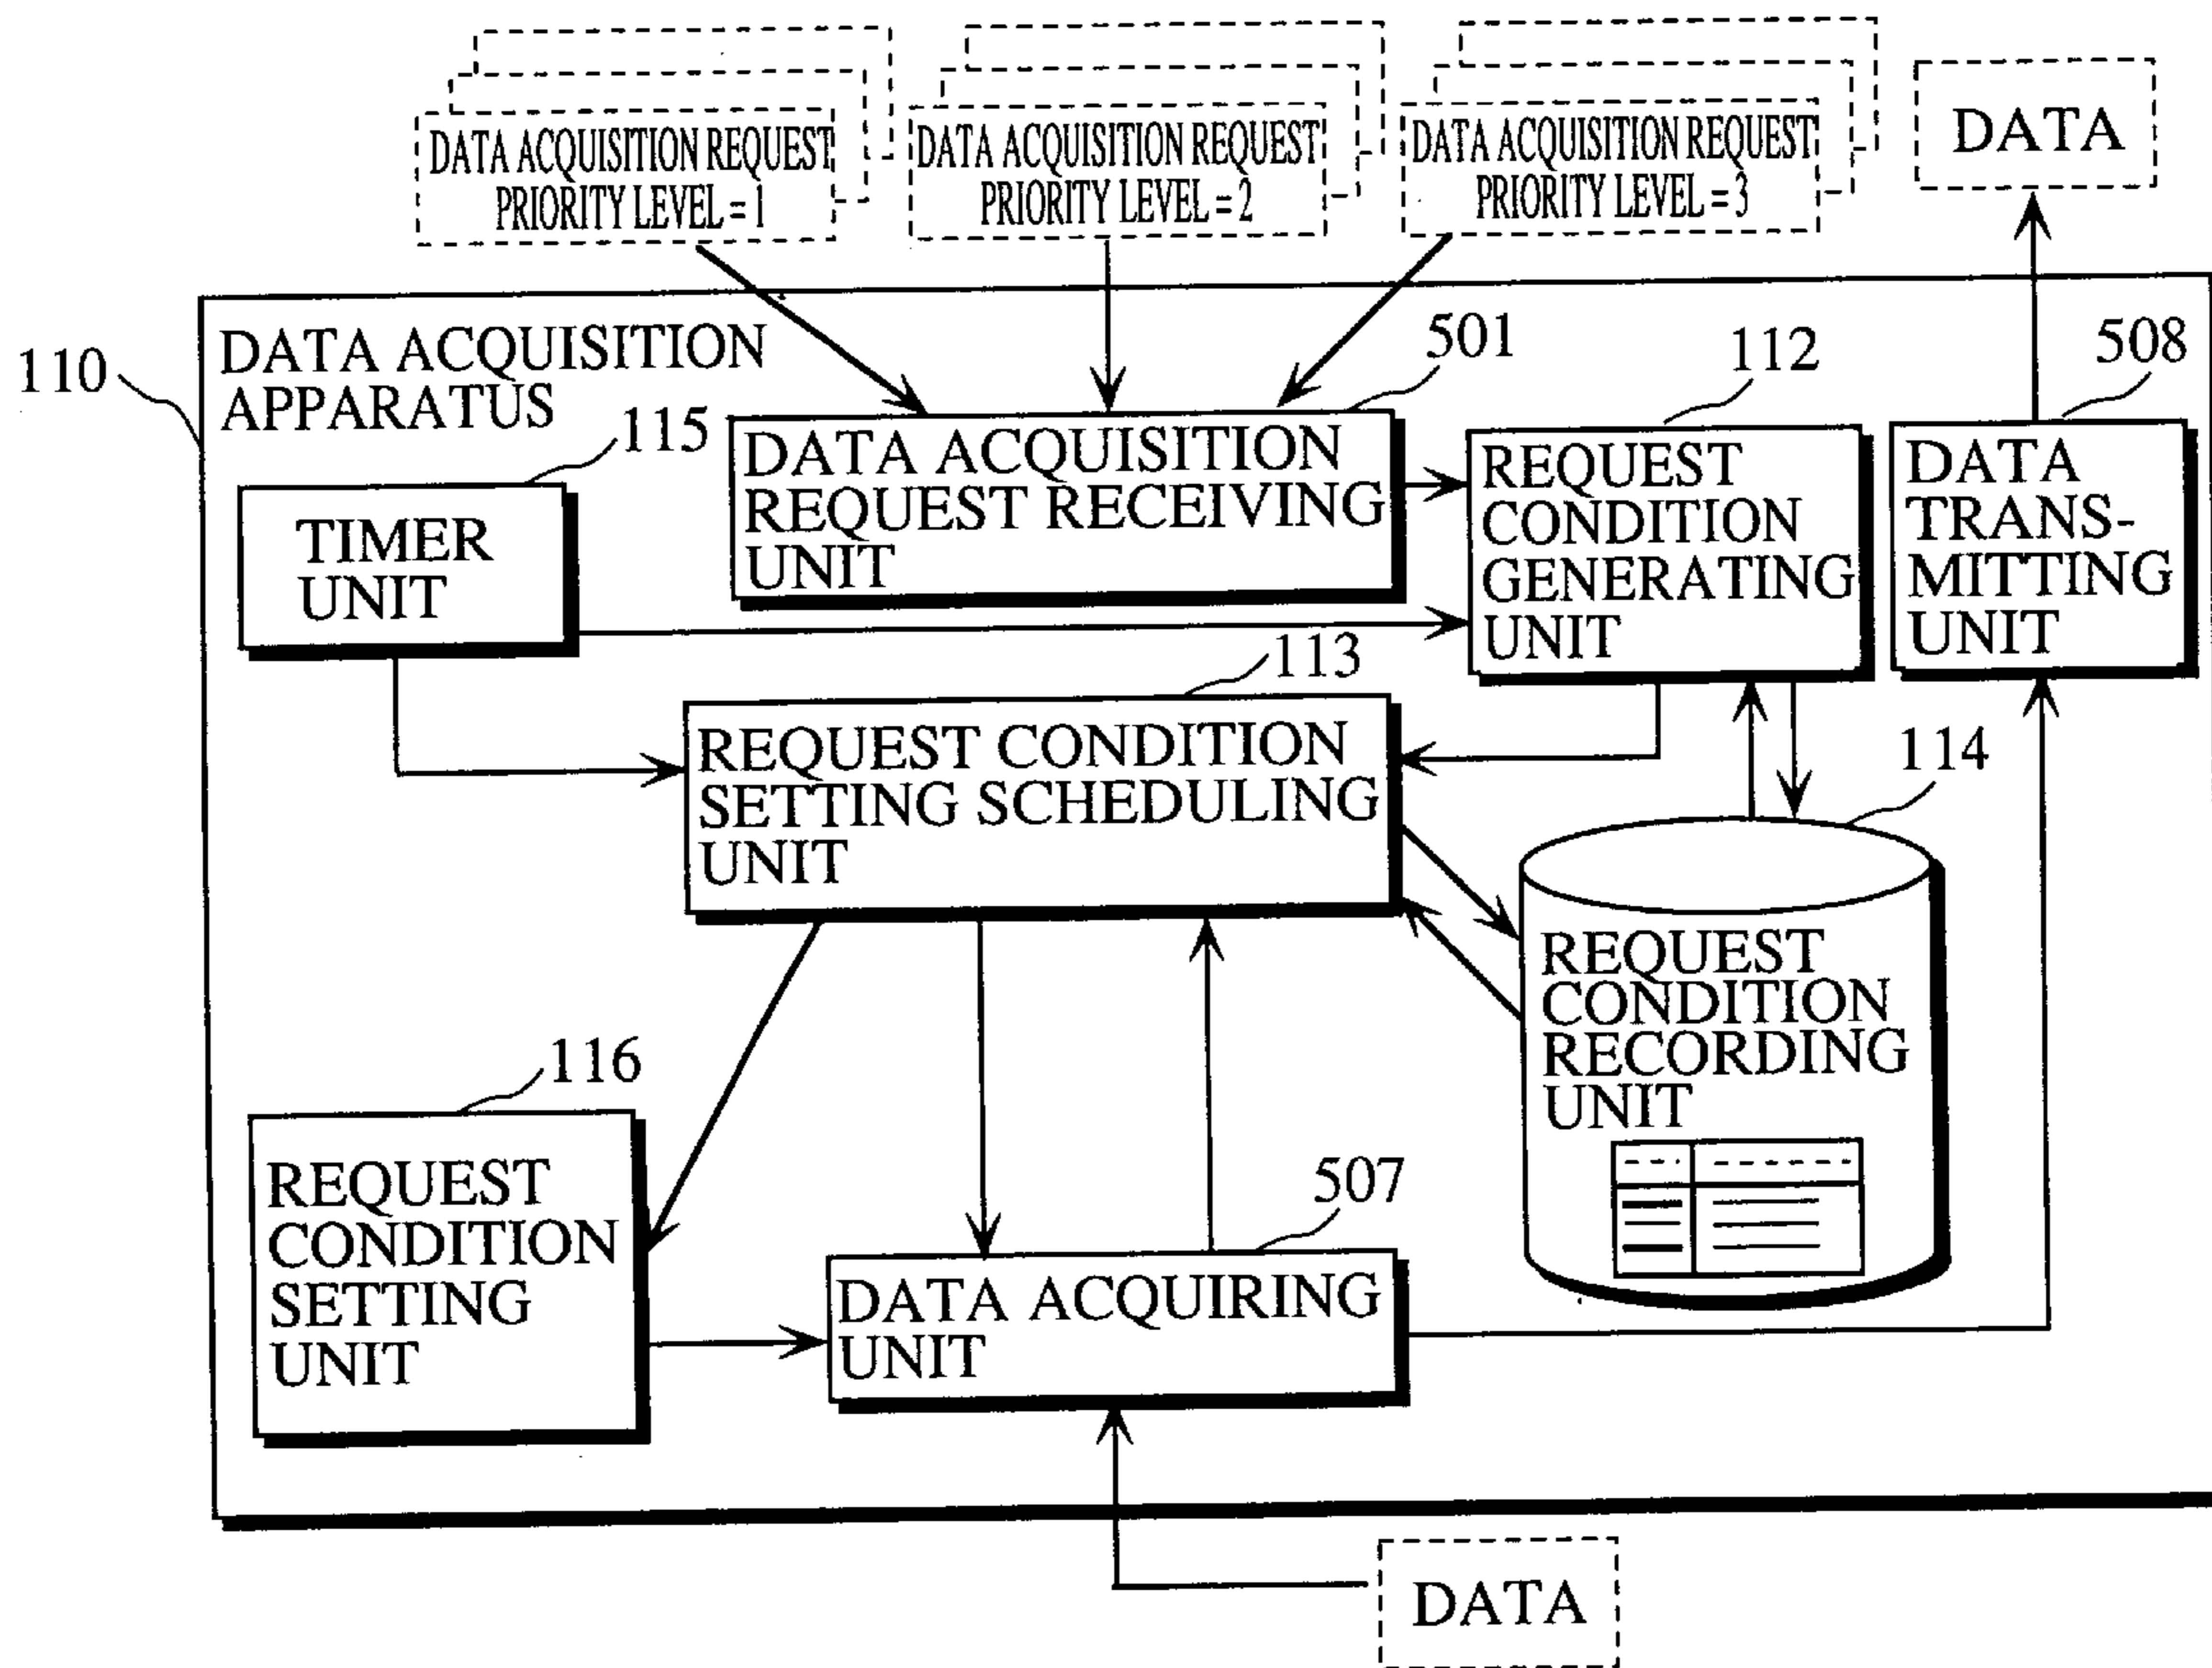 DATA ACQUISITION REQUEST
PRIORITY LEVEL = 1
DATA ACQUISITION REQUEST
PRIORITY LEVEL = 2
DATA ACQUISITION REQUEST
PRIORITY LEVEL = 3
DATA
110
DATA ACQUISITION
APPARATUS
115
TIMER
UNIT
501
DATA ACQUISITION
REQUEST RECEIVING
UNIT
112
REQUEST
CONDITION
GENERATING
UNIT
508
DATA
TRANS-
MITTING
UNIT
113
REQUEST CONDITION
SETTING SCHEDULING
UNIT
114
REQUEST
CONDITION
RECORDING
UNIT
116
REQUEST
CONDITION
SETTING
UNIT
507
DATA ACQUIRING
UNIT
DATA